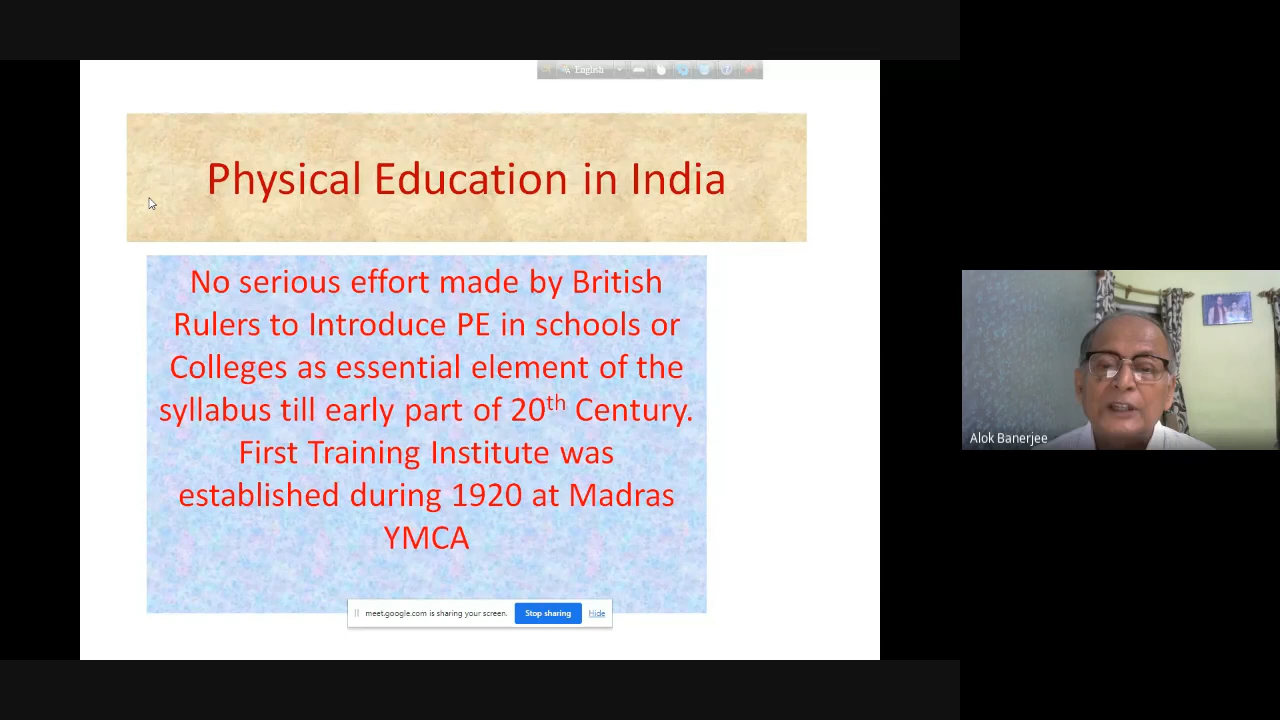 English
Physical Education in India
No serious effort made by British
Rulers to Introduce PE in schools or
Colleges as essential element of the
syllabus till early part of 20th Century.
First Training Institute was
established during 1920 at Madras
YMCA
meet.google.com is sharing your screen. Stop sharing Hide
Alok Banerjee